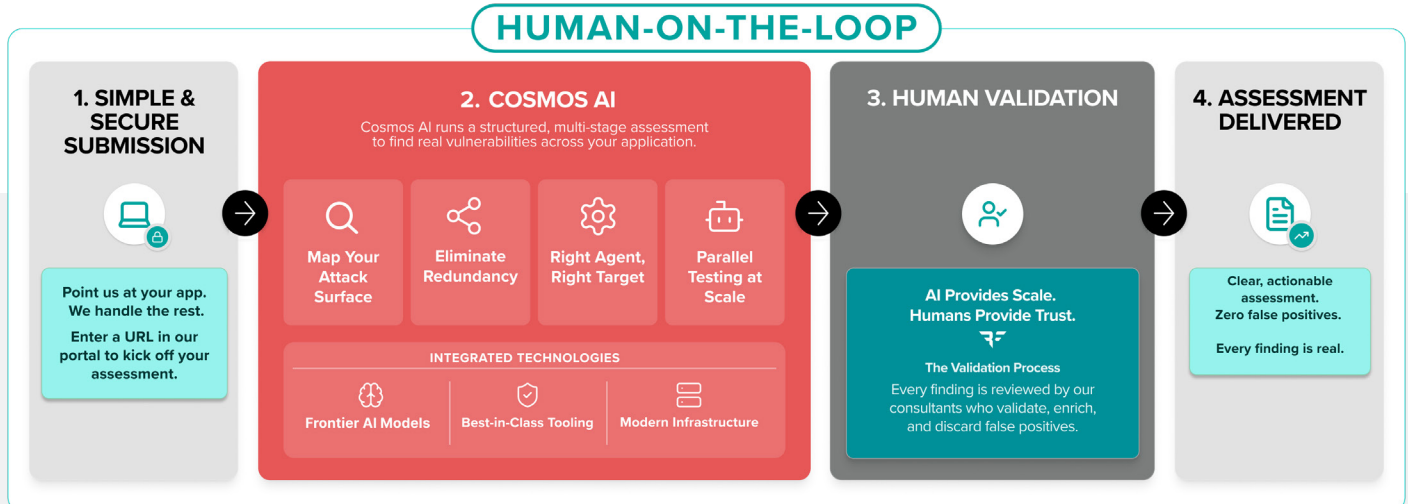 HUMAN-ON-THE-LOOP
1. SIMPLE &
SECURE
SUBMISSION
Point us at your app.
We handle the rest.
Enter a URL in our
portal to kick off your
assessment.
2. COSMOS AI
Cosmos AI runs a structured, multi-stage assessment
to find real vulnerabilities across your application.
Map Your
Attack
Surface
Eliminate
Redundancy
Right Agent,
Right Target
Parallel
Testing at
Scale
INTEGRATED TECHNOLOGIES
Frontier AI Models
Best-in-Class Tooling
Modern Infrastructure
3. HUMAN VALIDATION
AI Provides Scale.
Humans Provide Trust.
The Validation Process
Every finding is reviewed by our
consultants who validate, enrich,
and discard false positives.
4. ASSESSMENT
DELIVERED
Clear, actionable
assessment.
Zero false positives.
Every finding is real.